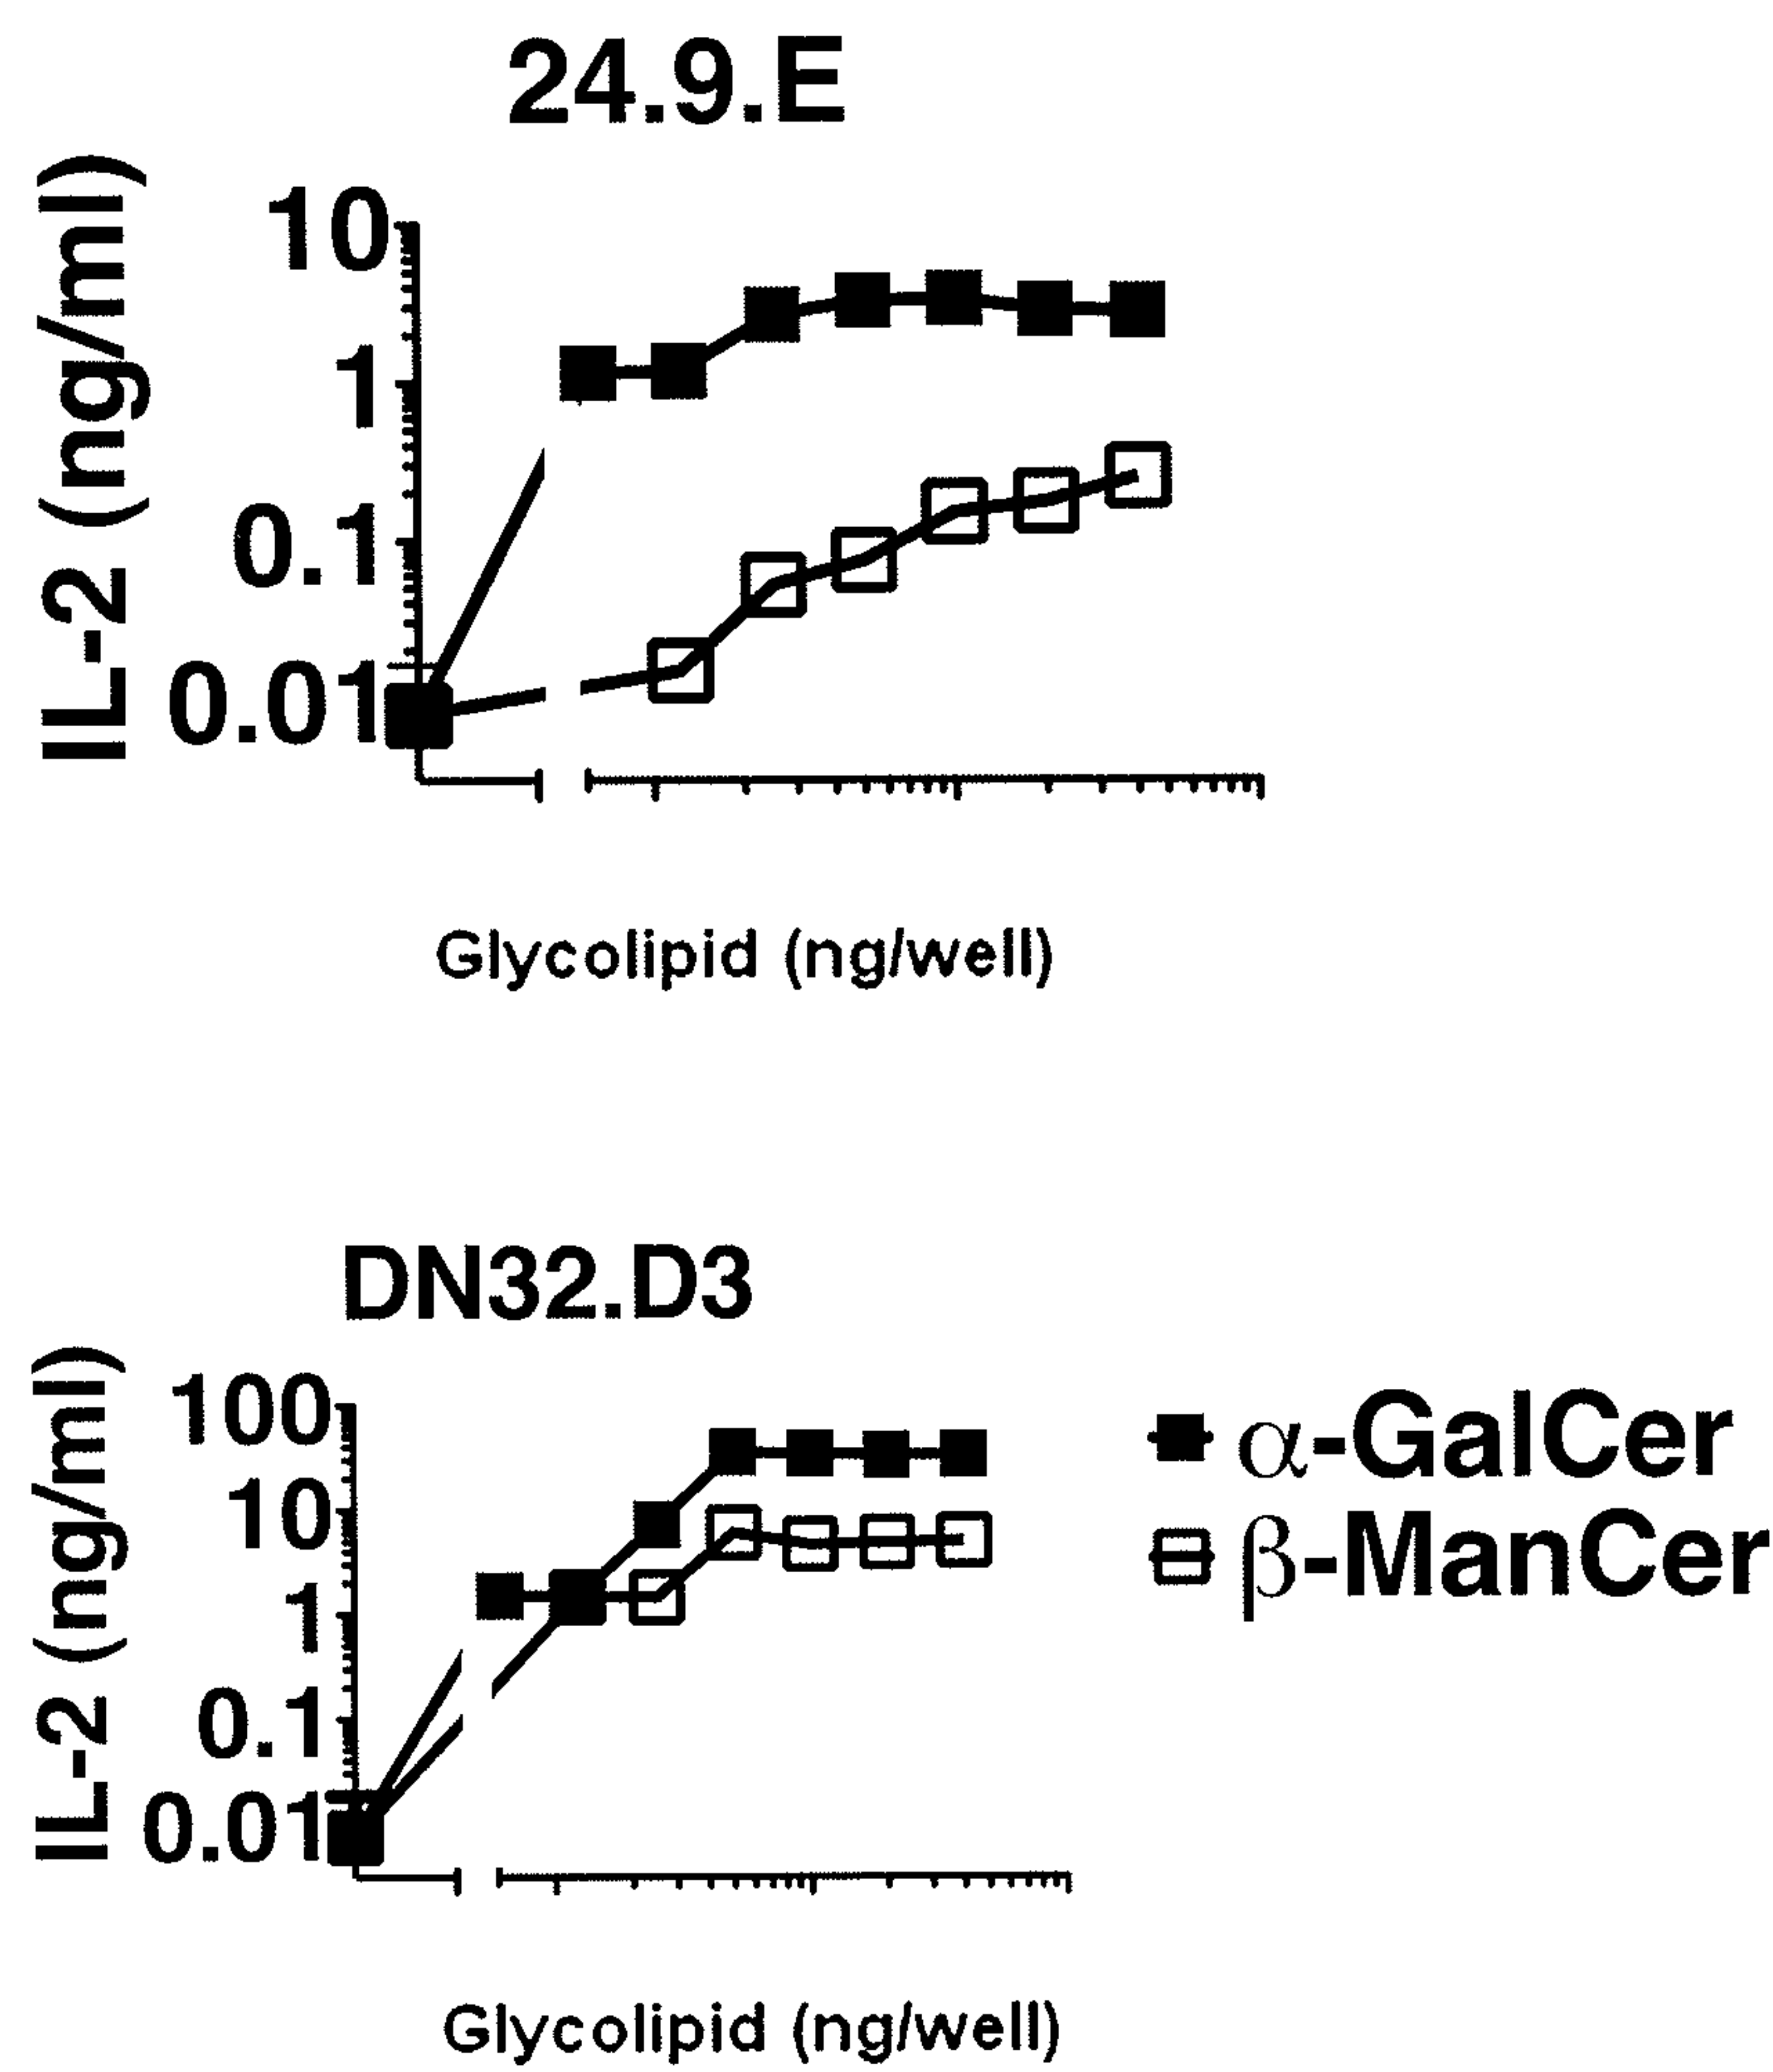 24.9.E
IL-2 (ng/ml)
10
1
0.1
0.01
Glycolipid (ng/well)
DN32.D3
IL-2 (ng/ml)
100
10
1
0.1
0.01
α-GalCer
β-ManCer
Glycolipid (ng/well)